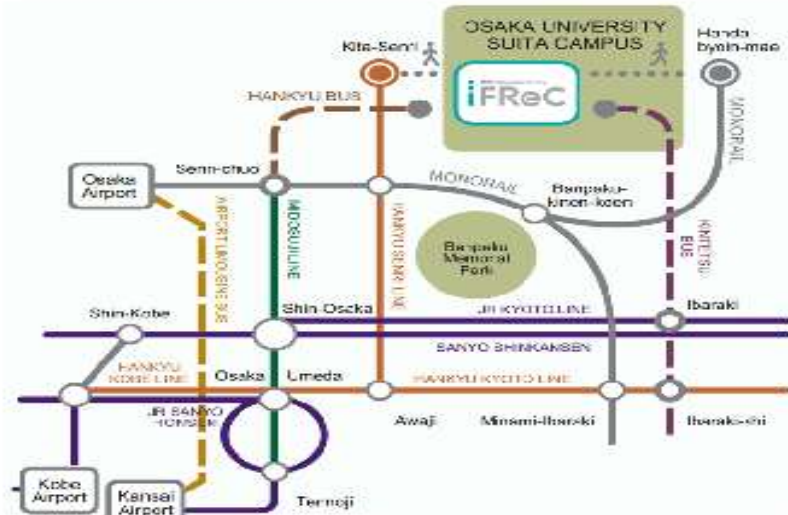 OSAKA UNIVERSITY
SUITA CAMPUS
Kita-Senri
Handa
byoin-mae
iFReC
HANKYU BUS
MONORAIL
Senri-chuo
Osaka
Airport
MONORAIL
Banpaku-
kinen-koen
AIRPORT LIMOUSINE BUS
MIDOSUJI LINE
HANKYU SENRI LINE
KINTETSU
BUS
Banpaku
Memorial
Park
Shin-Kobe
Shin-Osaka
JR KYOTO LINE
Ibaraki
SANYO SHINKANSEN
HANKYU
KOBE LINE
Osaka
Umeda
HANKYU KYOTO LINE
JR SANYO
HONSEN
Awaji
Minami-Ibaraki
Ibaraki-shi
Kobe
Airport
Kansai
Airport
Tennoji